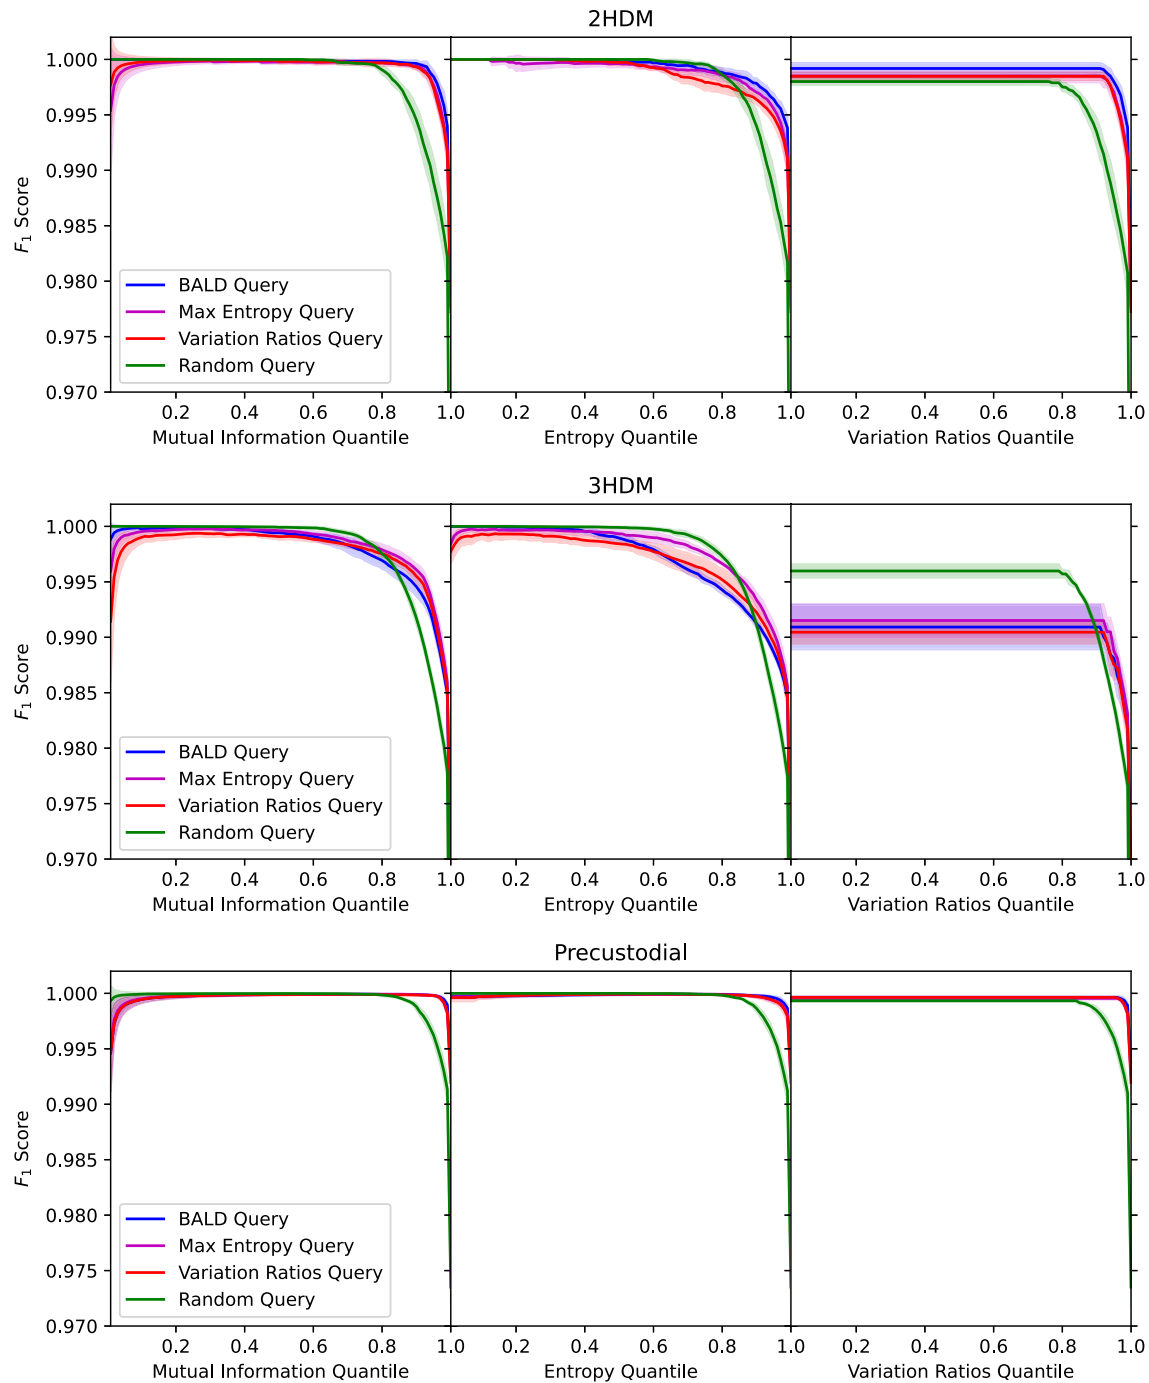 2HDM
1.000
0.995
0.990
0.985
0.980
0.975
0.970
F1 Score
BALD Query
Max Entropy Query
Variation Ratios Query
Random Query
0.2 0.4 0.6 0.8 1.0 0.2 0.4 0.6 0.8 1.0 0.2 0.4 0.6 0.8 1.0
Mutual Information Quantile Entropy Quantile Variation Ratios Quantile
3HDM
1.000
0.995
0.990
0.985
0.980
0.975
0.970
F1 Score
BALD Query
Max Entropy Query
Variation Ratios Query
Random Query
0.2 0.4 0.6 0.8 1.0 0.2 0.4 0.6 0.8 1.0 0.2 0.4 0.6 0.8 1.0
Mutual Information Quantile Entropy Quantile Variation Ratios Quantile
Precustodial
1.000
0.995
0.990
0.985
0.980
0.975
0.970
F1 Score
BALD Query
Max Entropy Query
Variation Ratios Query
Random Query
0.2 0.4 0.6 0.8 1.0 0.2 0.4 0.6 0.8 1.0 0.2 0.4 0.6 0.8 1.0
Mutual Information Quantile Entropy Quantile Variation Ratios Quantile